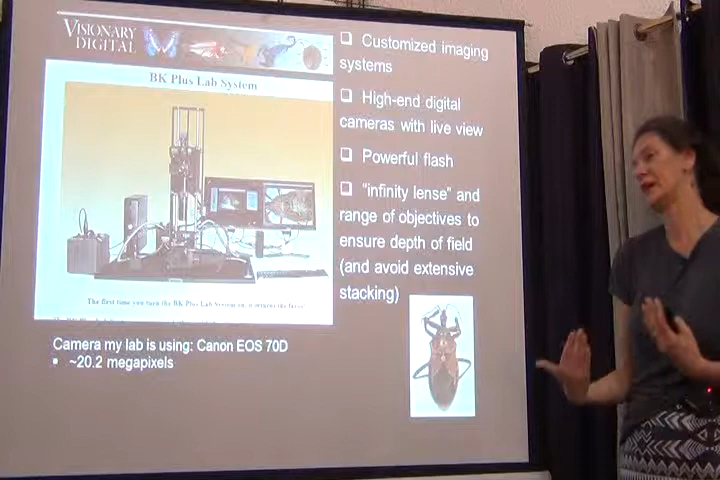 VISIONARY
DIGITAL
BK Plus Lab System
The first time you turn the BK Plus Lab System on, it returns the favor!
Camera my lab is using: Canon EOS 70D
• ~20.2 megapixels
❑ Customized imaging
systems
❑ High-end digital
cameras with live view
❑ Powerful flash
❑ "infinity lense" and
range of objectives to
ensure depth of field
(and avoid extensive
stacking)